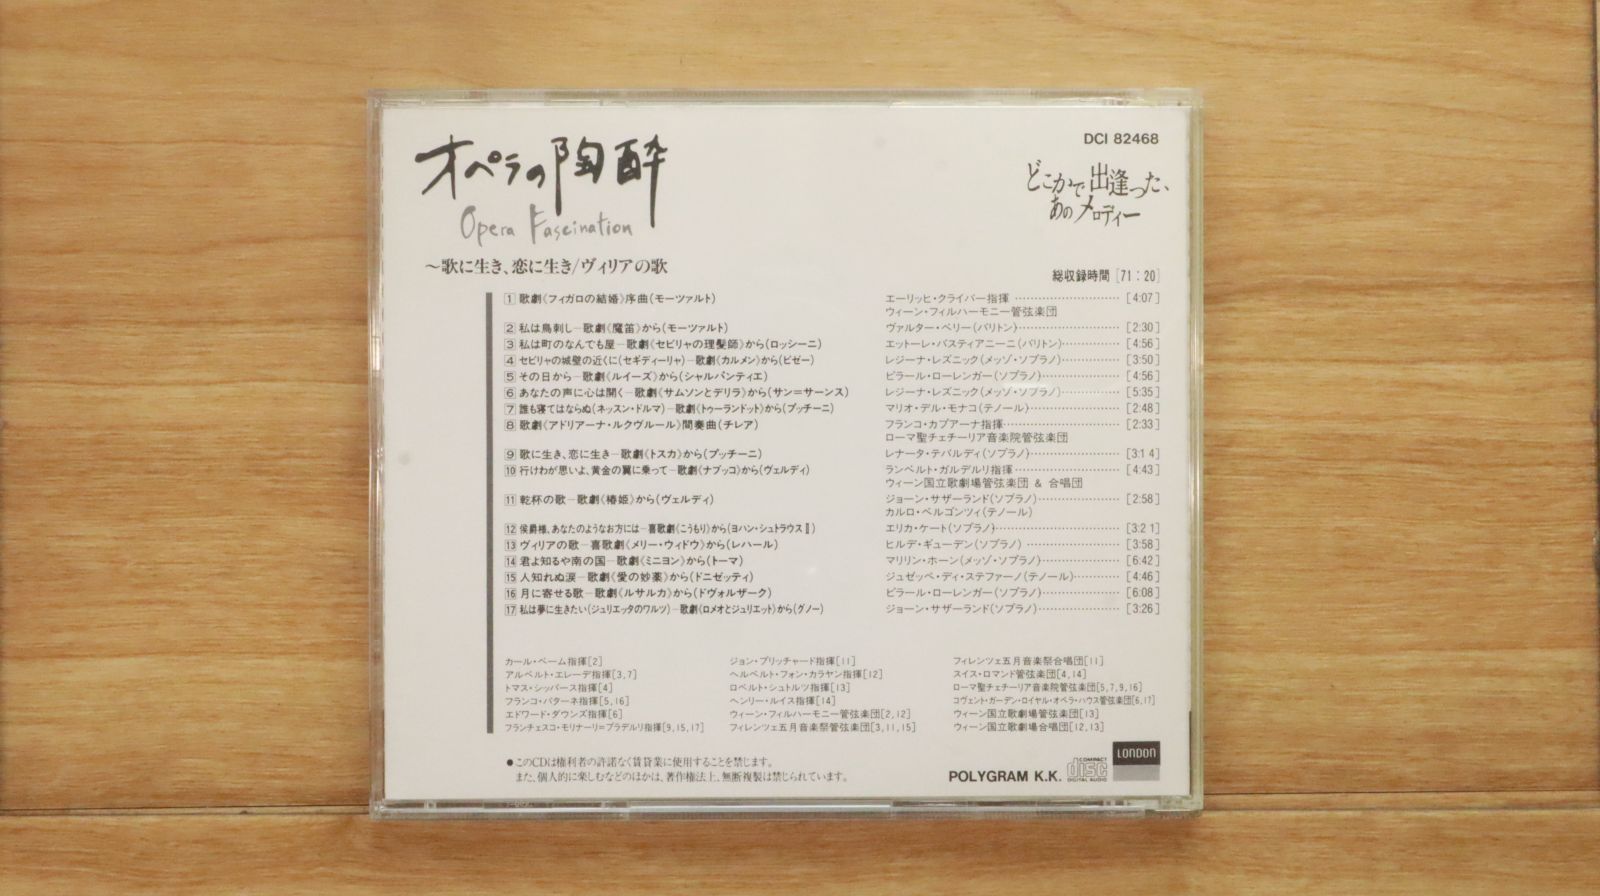 DCI 82468
オペラの陶酔
Opera Fascination
どこかで出逢った、
あのメロディー
〜歌に生き、恋に生き/ヴィリアの歌
総収録時間 [71:20]
1 歌劇《フィガロの結婚》序曲(モーツァルト) エーリッヒ・クライバー指揮 [4:07]
ウィーン・フィルハーモニー管弦楽団
2 私は鳥刺し−歌劇《魔笛》から(モーツァルト) ヴァルター・ベリー(バリトン) [2:30]
3 私は町のなんでも屋−歌劇《セビリャの理髪師》から(ロッシーニ) エットーレ・バスティアニーニ(バリトン) [4:56]
4 セビリャの城壁の近くに(セギディーリャ)−歌劇《カルメン》から(ビゼー) レジーナ・レズニック(メッゾ・ソプラノ) [3:50]
5 その日から−歌劇《ルイーズ》から(シャルパンティエ) ピラール・ローレンガー(ソプラノ) [4:56]
6 あなたの声に心は開く−歌劇《サムソンとデリラ》から(サン=サーンス) レジーナ・レズニック(メッゾ・ソプラノ) [5:35]
7 誰も寝てはならぬ(ネッスン・ドルマ)−歌劇《トゥーランドット》から(プッチーニ) マリオ・デル・モナコ(テノール) [2:48]
8 歌劇《アドリアーナ・ルクヴルール》間奏曲(チレア) フランコ・カプアーナ指揮 [2:33]
ローマ聖チェチーリア音楽院管弦楽団
9 歌に生き、恋に生き−歌劇《トスカ》から(プッチーニ) レナータ・テバルディ(ソプラノ) [3:14]
10 行けわが思いよ、黄金の翼に乗って−歌劇《ナブッコ》から(ヴェルディ) ランベルト・ガルデルリ指揮 [4:43]
ウィーン国立歌劇場管弦楽団 & 合唱団
11 乾杯の歌−歌劇《椿姫》から(ヴェルディ) ジョーン・サザーランド(ソプラノ) [2:58]
カルロ・ベルゴンツィ(テノール)
12 侯爵様、あなたのようなお方には−喜歌劇《こうもり》から(ヨハン・シュトラウスII) エリカ・ケート(ソプラノ) [3:21]
13 ヴィリアの歌−喜歌劇《メリー・ウィドウ》から(レハール) ヒルデ・ギューデン(ソプラノ) [3:58]
14 君よ知るや南の国−歌劇《ミニヨン》から(トーマ) マリリン・ホーン(メッゾ・ソプラノ) [6:42]
15 人知れぬ涙−歌劇《愛の妙薬》から(ドニゼッティ) ジュゼッペ・ディ・ステファーノ(テノール) [4:46]
16 月に寄せる歌−歌劇《ルサルカ》から(ドヴォルザーク) ピラール・ローレンガー(ソプラノ) [6:08]
17 私は夢に生きたい(ジュリエッタのワルツ)−歌劇《ロメオとジュリエット》から(グノー) ジョーン・サザーランド(ソプラノ) [3:26]
カール・ベーム指揮[2]
アルベルト・エレーデ指揮[3,7]
トマス・シッパース指揮[4]
フランコ・パターネ指揮[5,16]
エドワード・ダウンズ指揮[6]
フランチェスコ・モリナーリ=プラデルリ指揮[9,15,17]
ジョン・プリッチャード指揮[11]
ヘルベルト・フォン・カラヤン指揮[12]
ロベルト・シュトルツ指揮[13]
ヘンリー・ルイス指揮[14]
ウィーン・フィルハーモニー管弦楽団[2,12]
フィレンツェ五月音楽祭管弦楽団[3,11,15]
フィレンツェ五月音楽祭合唱団[11]
スイス・ロマンド管弦楽団[4,14]
ローマ聖チェチーリア音楽院管弦楽団[5,7,9,16]
コヴェント・ガーデン・ロイヤル・オペラ・ハウス管弦楽団[6,17]
ウィーン国立歌劇場管弦楽団[13]
ウィーン国立歌劇場合唱団[12,13]
●このCDは権利者の許諾なく賃貸業に使用することを禁じます。
また、個人的に楽しむなどのほかは、著作権法上、無断複製は禁じられています。
POLYGRAM K.K.
COMPACT
disc
DIGITAL AUDIO
LONDON